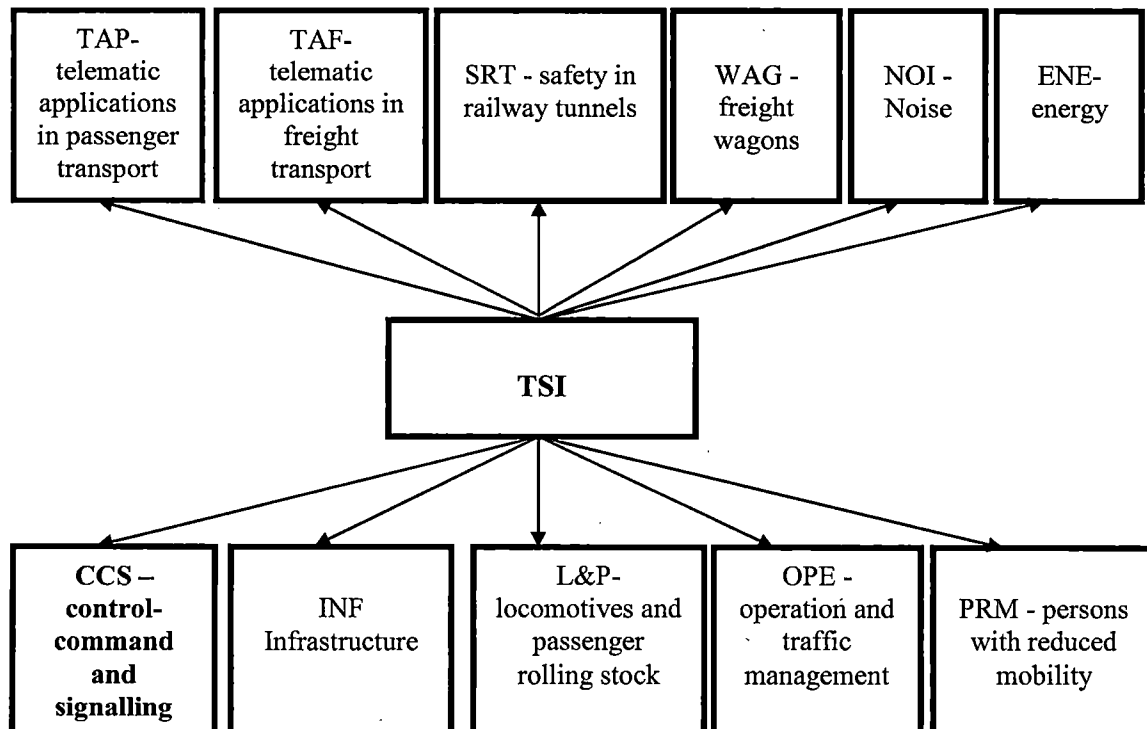 TAP-
telematic
applications
in passenger
transport
TAF-
telematic
applications in
freight
transport
SRT - safety in
railway tunnels
WAG -
freight
wagons
NOI -
Noise
ENE-
energy
TSI
CCS –
control-
command
and
signalling
INF
Infrastructure
L&P-
locomotives and
passenger
rolling stock
OPE -
operation and
traffic
management
PRM - persons
with reduced
mobility